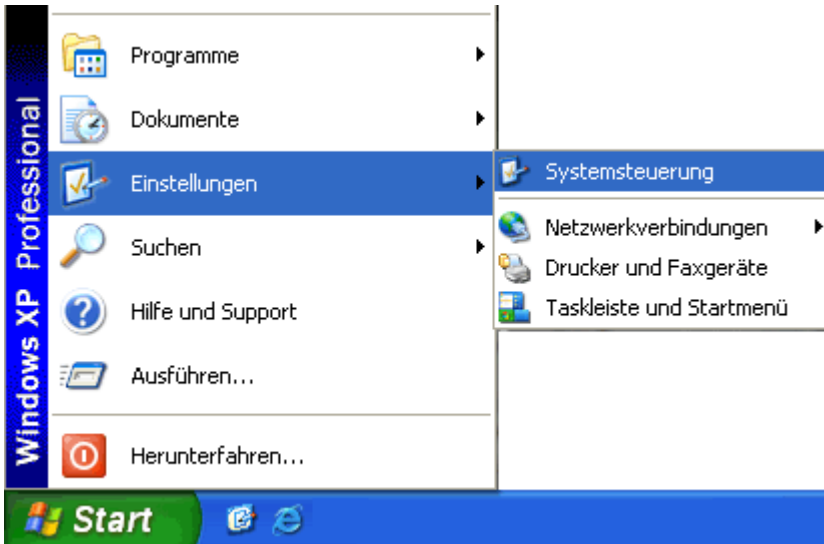 Windows XP Professional
Programme
Dokumente
Einstellungen
Suchen
Hilfe und Support
Ausführen...
Herunterfahren...
Systemsteuerung
Netzwerkverbindungen
Drucker und Faxgeräte
Taskleiste und Startmenü
Start